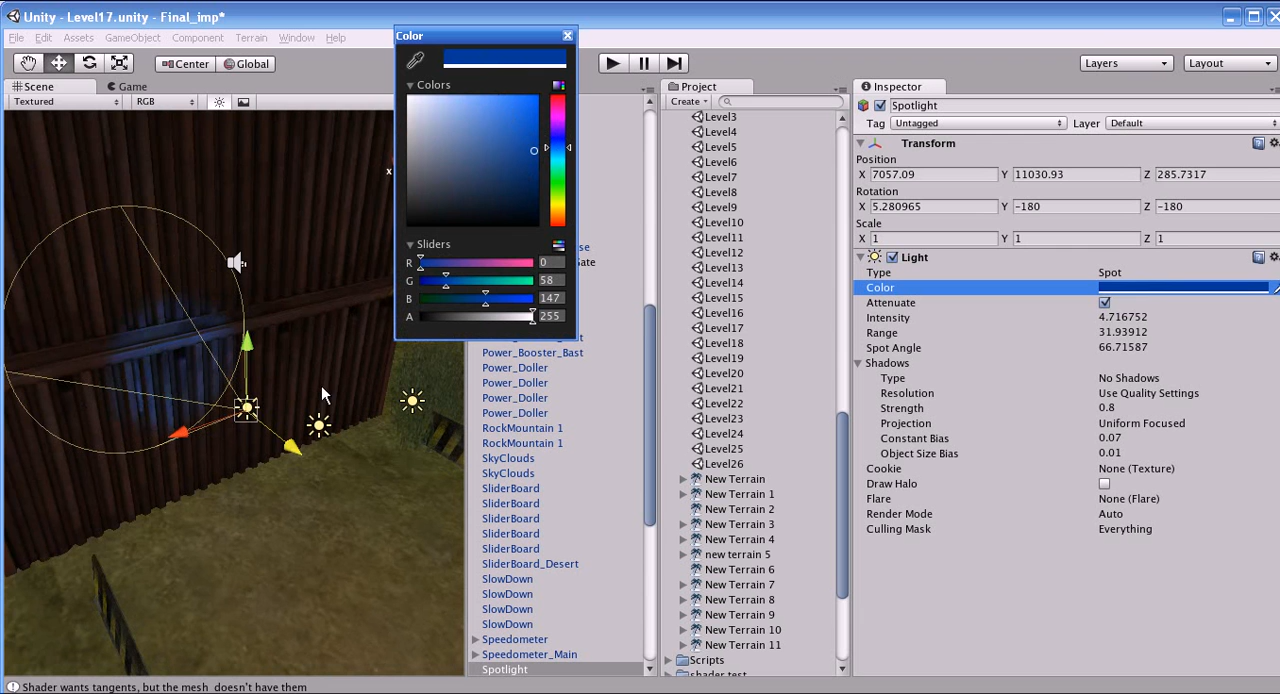 Unity - Level17.unity - Final_imp*
File Edit Assets GameObject Component Terrain Window Help
Center Global Layers Layout
Scene Game
Textured RGB
Color
Colors
Sliders
R 0
G 58
B 147
A 255
Power_Booster_Bast
Power_Doller
Power_Doller
Power_Doller
Power_Doller
RockMountain 1
RockMountain 1
SkyClouds
SkyClouds
SliderBoard
SliderBoard
SliderBoard
SliderBoard
SliderBoard
SliderBoard_Desert
SlowDown
SlowDown
SlowDown
SlowDown
Speedometer
Speedometer_Main
Spotlight
Project
Create
Level3
Level4
Level5
Level6
Level7
Level8
Level9
Level10
Level11
Level12
Level13
Level14
Level15
Level16
Level17
Level18
Level19
Level20
Level21
Level22
Level23
Level24
Level25
Level26
New Terrain
New Terrain 1
New Terrain 2
New Terrain 3
New Terrain 4
new terrain 5
New Terrain 6
New Terrain 7
New Terrain 8
New Terrain 9
New Terrain 10
New Terrain 11
Scripts
shader test
Inspector
Spotlight
Tag Untagged Layer Default
Transform
Position
X 7057.09 Y 11030.93 Z 285.7317
Rotation
X 5.280965 Y -180 Z -180
Scale
X 1 Y 1 Z 1
Light
Type Spot
Color
Attenuate
Intensity 4.716752
Range 31.93912
Spot Angle 66.71587
Shadows
Type No Shadows
Resolution Use Quality Settings
Strength 0.8
Projection Uniform Focused
Constant Bias 0.07
Object Size Bias 0.01
Cookie None (Texture)
Draw Halo
Flare None (Flare)
Render Mode Auto
Culling Mask Everything
Shader wants tangents, but the mesh doesn't have them